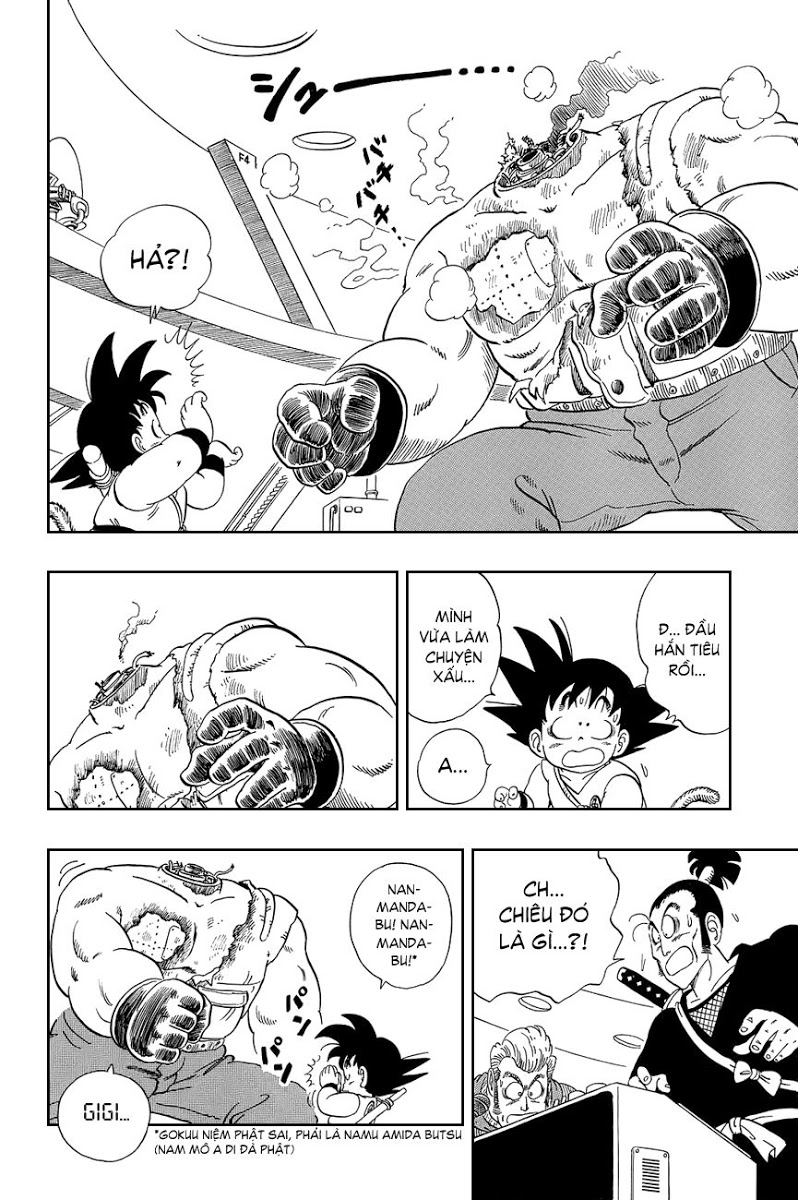 シュー……
バチ
バチ…
F4
HẢ?!
Đ... ĐẦU
HẮN TIÊU
RỒI...
MÌNH
VỪA LÀM
CHUYỆN
XẤU...
A...
CH...
CHIÊU ĐÓ
LÀ GÌ...?!
NAN-
MANDA-
BU! NAN-
MANDA-
BU!*
パン
パン
GIGI...
*GOKUU NIỆM PHẬT SAI, PHẢI LÀ NAMU AMIDA BUTSU
(NAM MÔ A DI ĐÀ PHẬT)